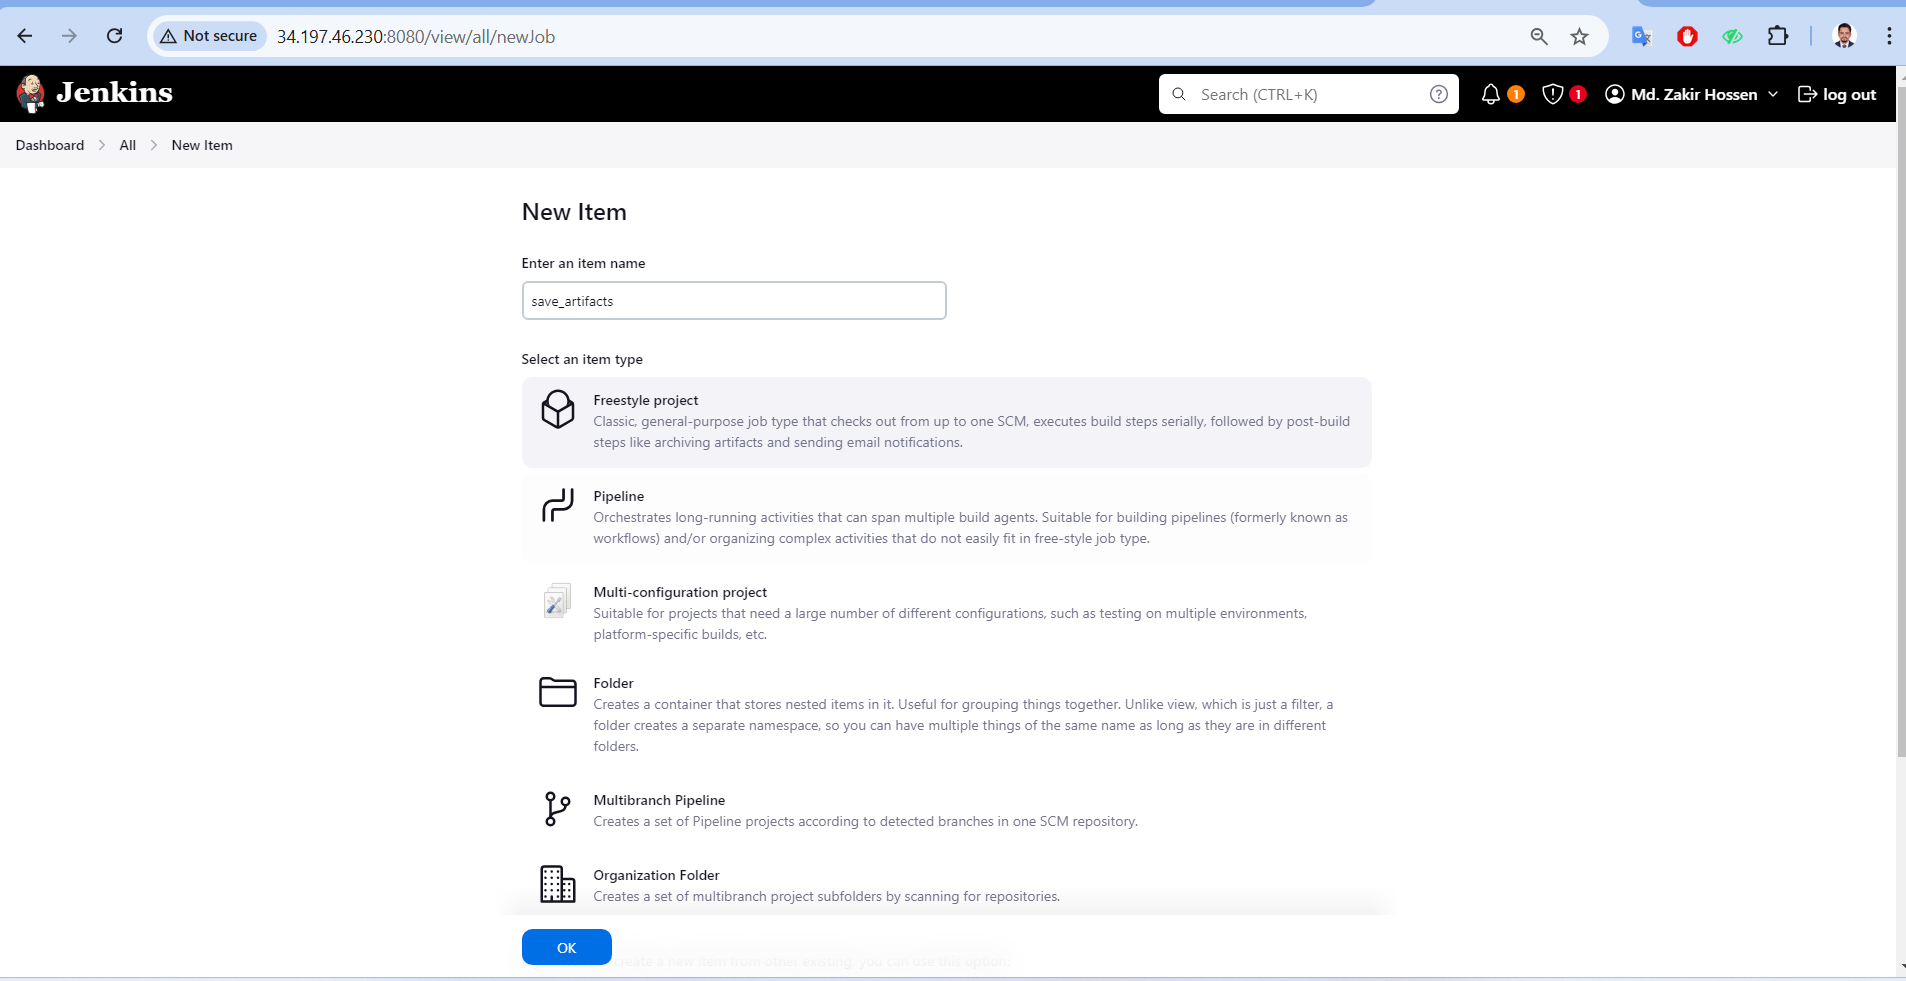 Not secure 34.197.46.230:8080/view/all/newJob
Jenkins Search (CTRL+K) 1 1 Md. Zakir Hossen log out
Dashboard All New Item
New Item
Enter an item name
save_artifacts
Select an item type
Freestyle project
Classic, general-purpose job type that checks out from up to one SCM, executes build steps serially, followed by post-build
steps like archiving artifacts and sending email notifications.
Pipeline
Orchestrates long-running activities that can span multiple build agents. Suitable for building pipelines (formerly known as
workflows) and/or organizing complex activities that do not easily fit in free-style job type.
Multi-configuration project
Suitable for projects that need a large number of different configurations, such as testing on multiple environments,
platform-specific builds, etc.
Folder
Creates a container that stores nested items in it. Useful for grouping things together. Unlike view, which is just a filter, a
folder creates a separate namespace, so you can have multiple things of the same name as long as they are in different
folders.
Multibranch Pipeline
Creates a set of Pipeline projects according to detected branches in one SCM repository.
Organization Folder
Creates a set of multibranch project subfolders by scanning for repositories.
OK
create a new item from other existing, you can use this option: